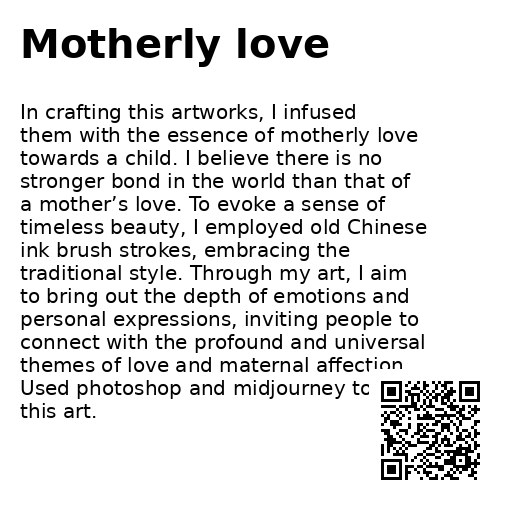 Motherly love
In crafting this artworks, I infused
them with the essence of motherly love
towards a child. I believe there is no
stronger bond in the world than that of
a mother’s love. To evoke a sense of
timeless beauty, I employed old Chinese
ink brush strokes, embracing the
traditional style. Through my art, I aim
to bring out the depth of emotions and
personal expressions, inviting people to
connect with the profound and universal
themes of love and maternal affection
Used photoshop and midjourney to
this art.